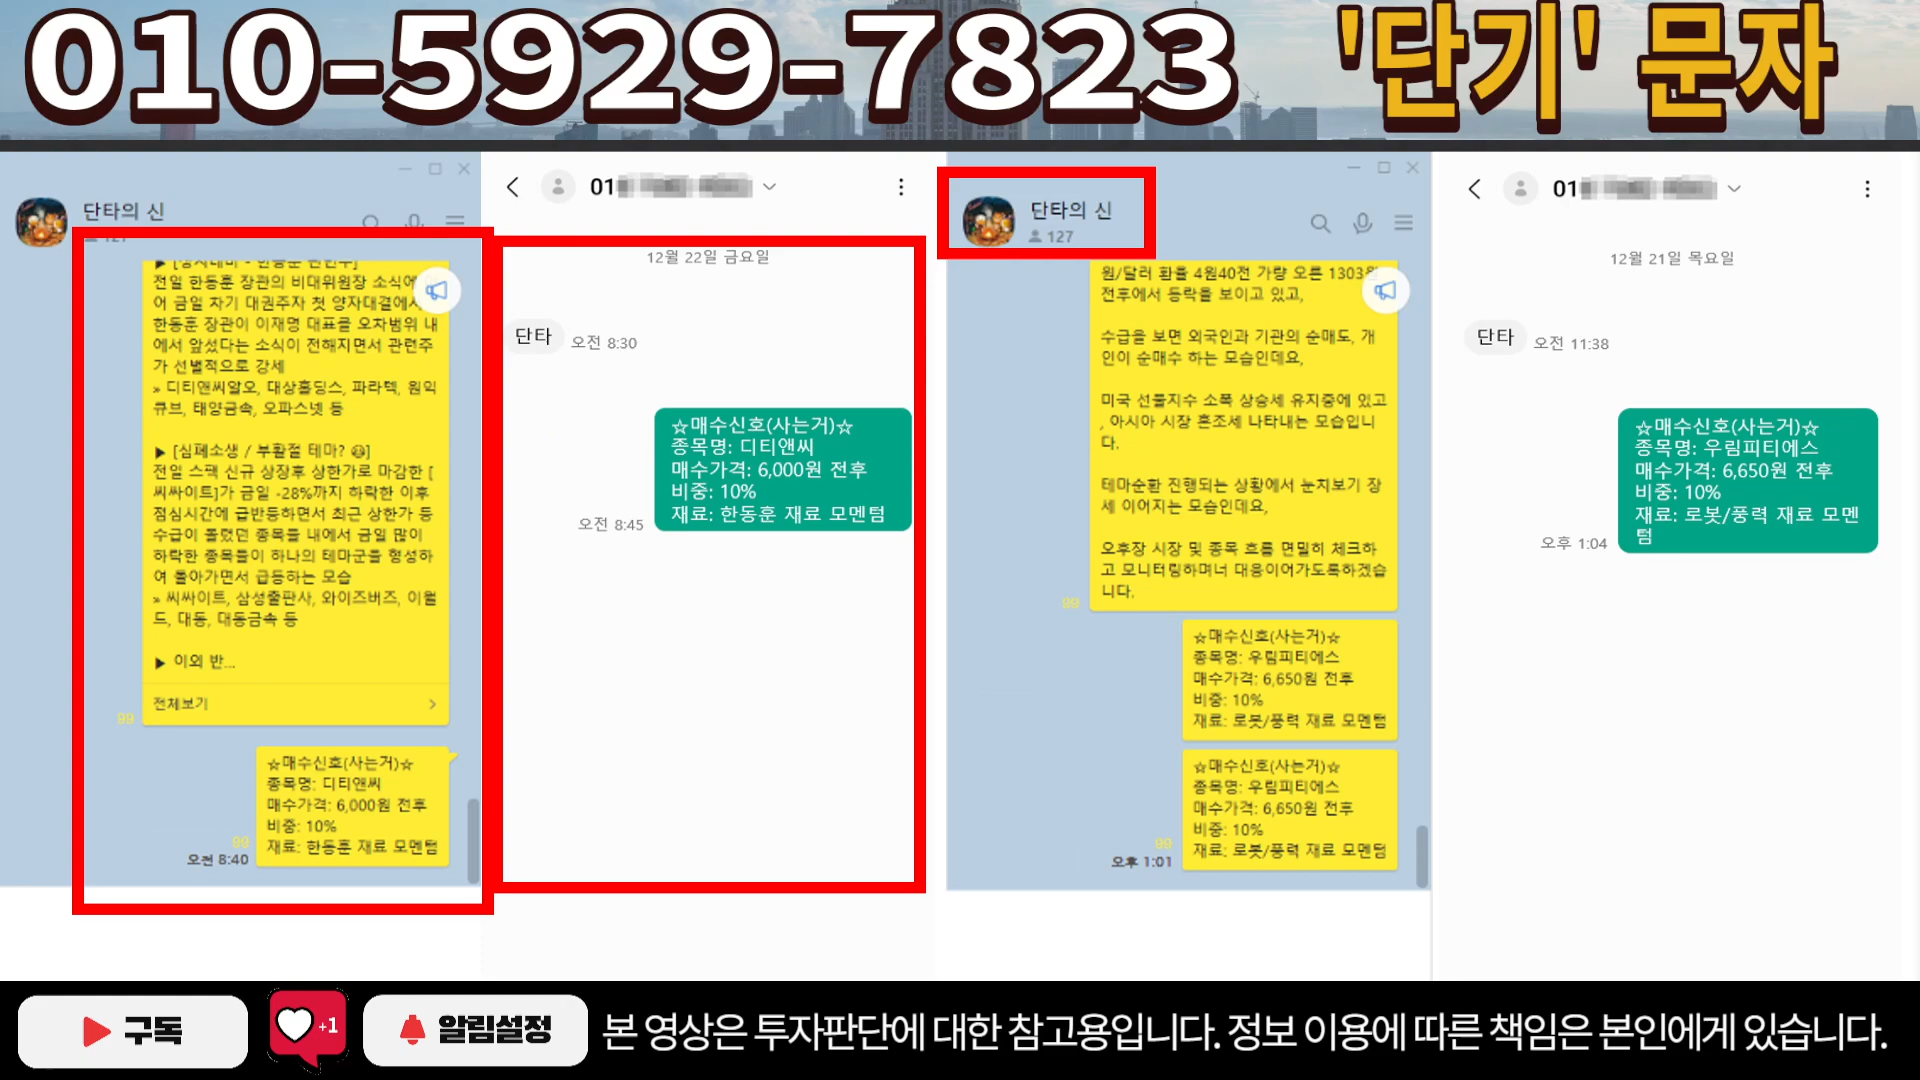 010-5929-7823 '단기' 문자
단타의 신
전일 한동훈 장관의 비대위원장 소식에
어 금일 차기 대권주자 첫 양자대결에서
한동훈 장관이 이재명 대표를 오차범위 내
에서 앞섰다는 소식이 전해지면서 관련주
가 선별적으로 강세
» 디티앤씨알오, 대상홀딩스, 파라텍, 원익
큐브, 태양금속, 오파스넷 등
▶ [심폐소생 / 부활절 테마? ]
전일 스팩 신규 상장후 상한가로 마감한 [
씨싸이트]가 금일 -28%까지 하락한 이후
점심시간에 급반등하면서 최근 상한가 등
수급이 몰렸던 종목들 내에서 금일 많이
하락한 종목들이 하나의 테마군을 형성하
여 돌아가면서 급등하는 모습
» 씨싸이트, 삼성출판사, 와이즈버즈, 이월
드, 대동, 대동금속 등
▶ 이외 반...
전체보기
99
☆매수신호(사는거)☆
종목명: 디티앤씨
매수가격: 6,000원 전후
비중: 10%
재료: 한동훈 재료 모멘텀
99
오전 8:40
01
12월 22일 금요일
단타
오전 8:30
☆매수신호(사는거)☆
종목명: 디티앤씨
매수가격: 6,000원 전후
비중: 10%
재료: 한동훈 재료 모멘텀
오전 8:45
단타의 신
127
원/달러 환율 4원40전 가량 오른 1303원
전후에서 등락을 보이고 있고,
수급을 보면 외국인과 기관의 순매도, 개
인이 순매수 하는 모습인데요,
미국 선물지수 소폭 상승세 유지중에 있고
, 아시아 시장 혼조세 나타내는 모습입니
다.
테마순환 진행되는 상황에서 눈치보기 장
세 이어지는 모습인데요,
오후장 시장 및 종목 흐름 면밀히 체크하
고 모니터링하며너 대응이어가도록하겠습
니다.
99
☆매수신호(사는거)☆
종목명: 우림피티에스
매수가격: 6,650원 전후
비중: 10%
재료: 로봇/풍력 재료 모멘텀
☆매수신호(사는거)☆
종목명: 우림피티에스
매수가격: 6,650원 전후
비중: 10%
재료: 로봇/풍력 재료 모멘텀
99
오후 1:01
01
12월 21일 목요일
단타
오전 11:38
☆매수신호(사는거)☆
종목명: 우림피티에스
매수가격: 6,650원 전후
비중: 10%
재료: 로봇/풍력 재료 모멘
텀
오후 1:04
구독
+1
알림설정
본 영상은 투자판단에 대한 참고용입니다. 정보 이용에 따른 책임은 본인에게 있습니다.